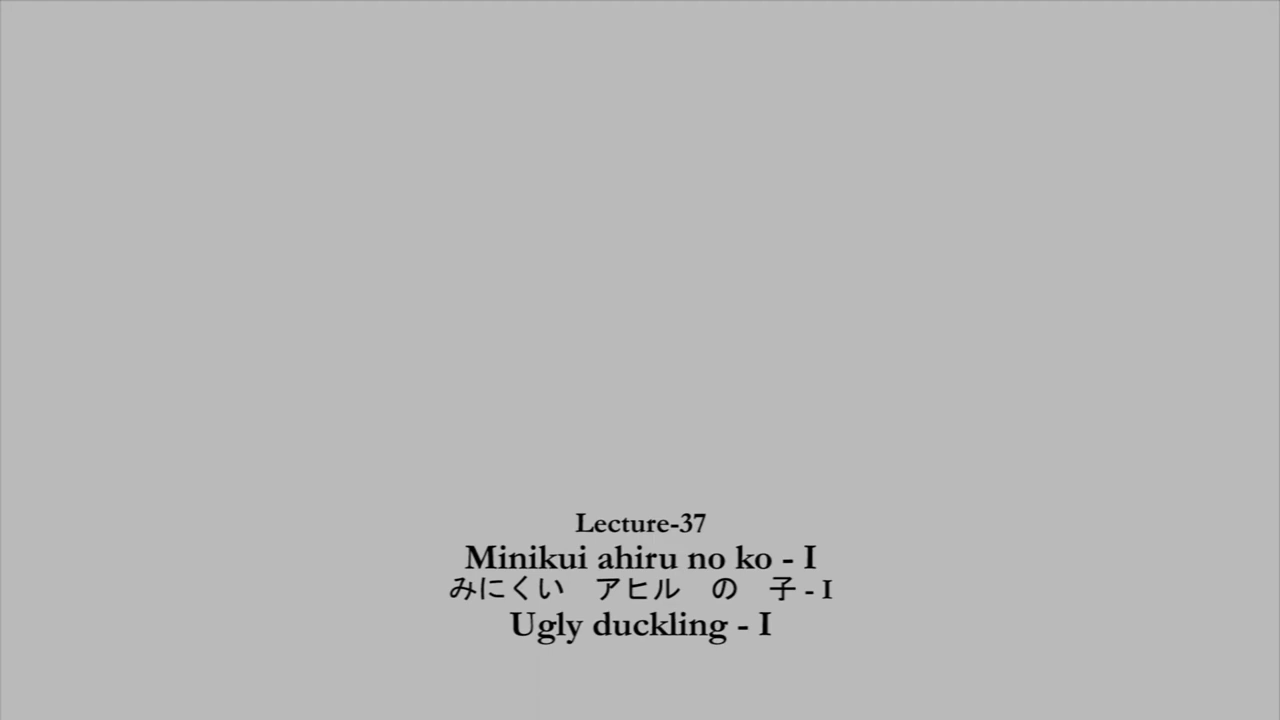 Lecture-37
Minikui ahiru no ko - I
みにくい　アヒル　の　子 - I
Ugly duckling - I